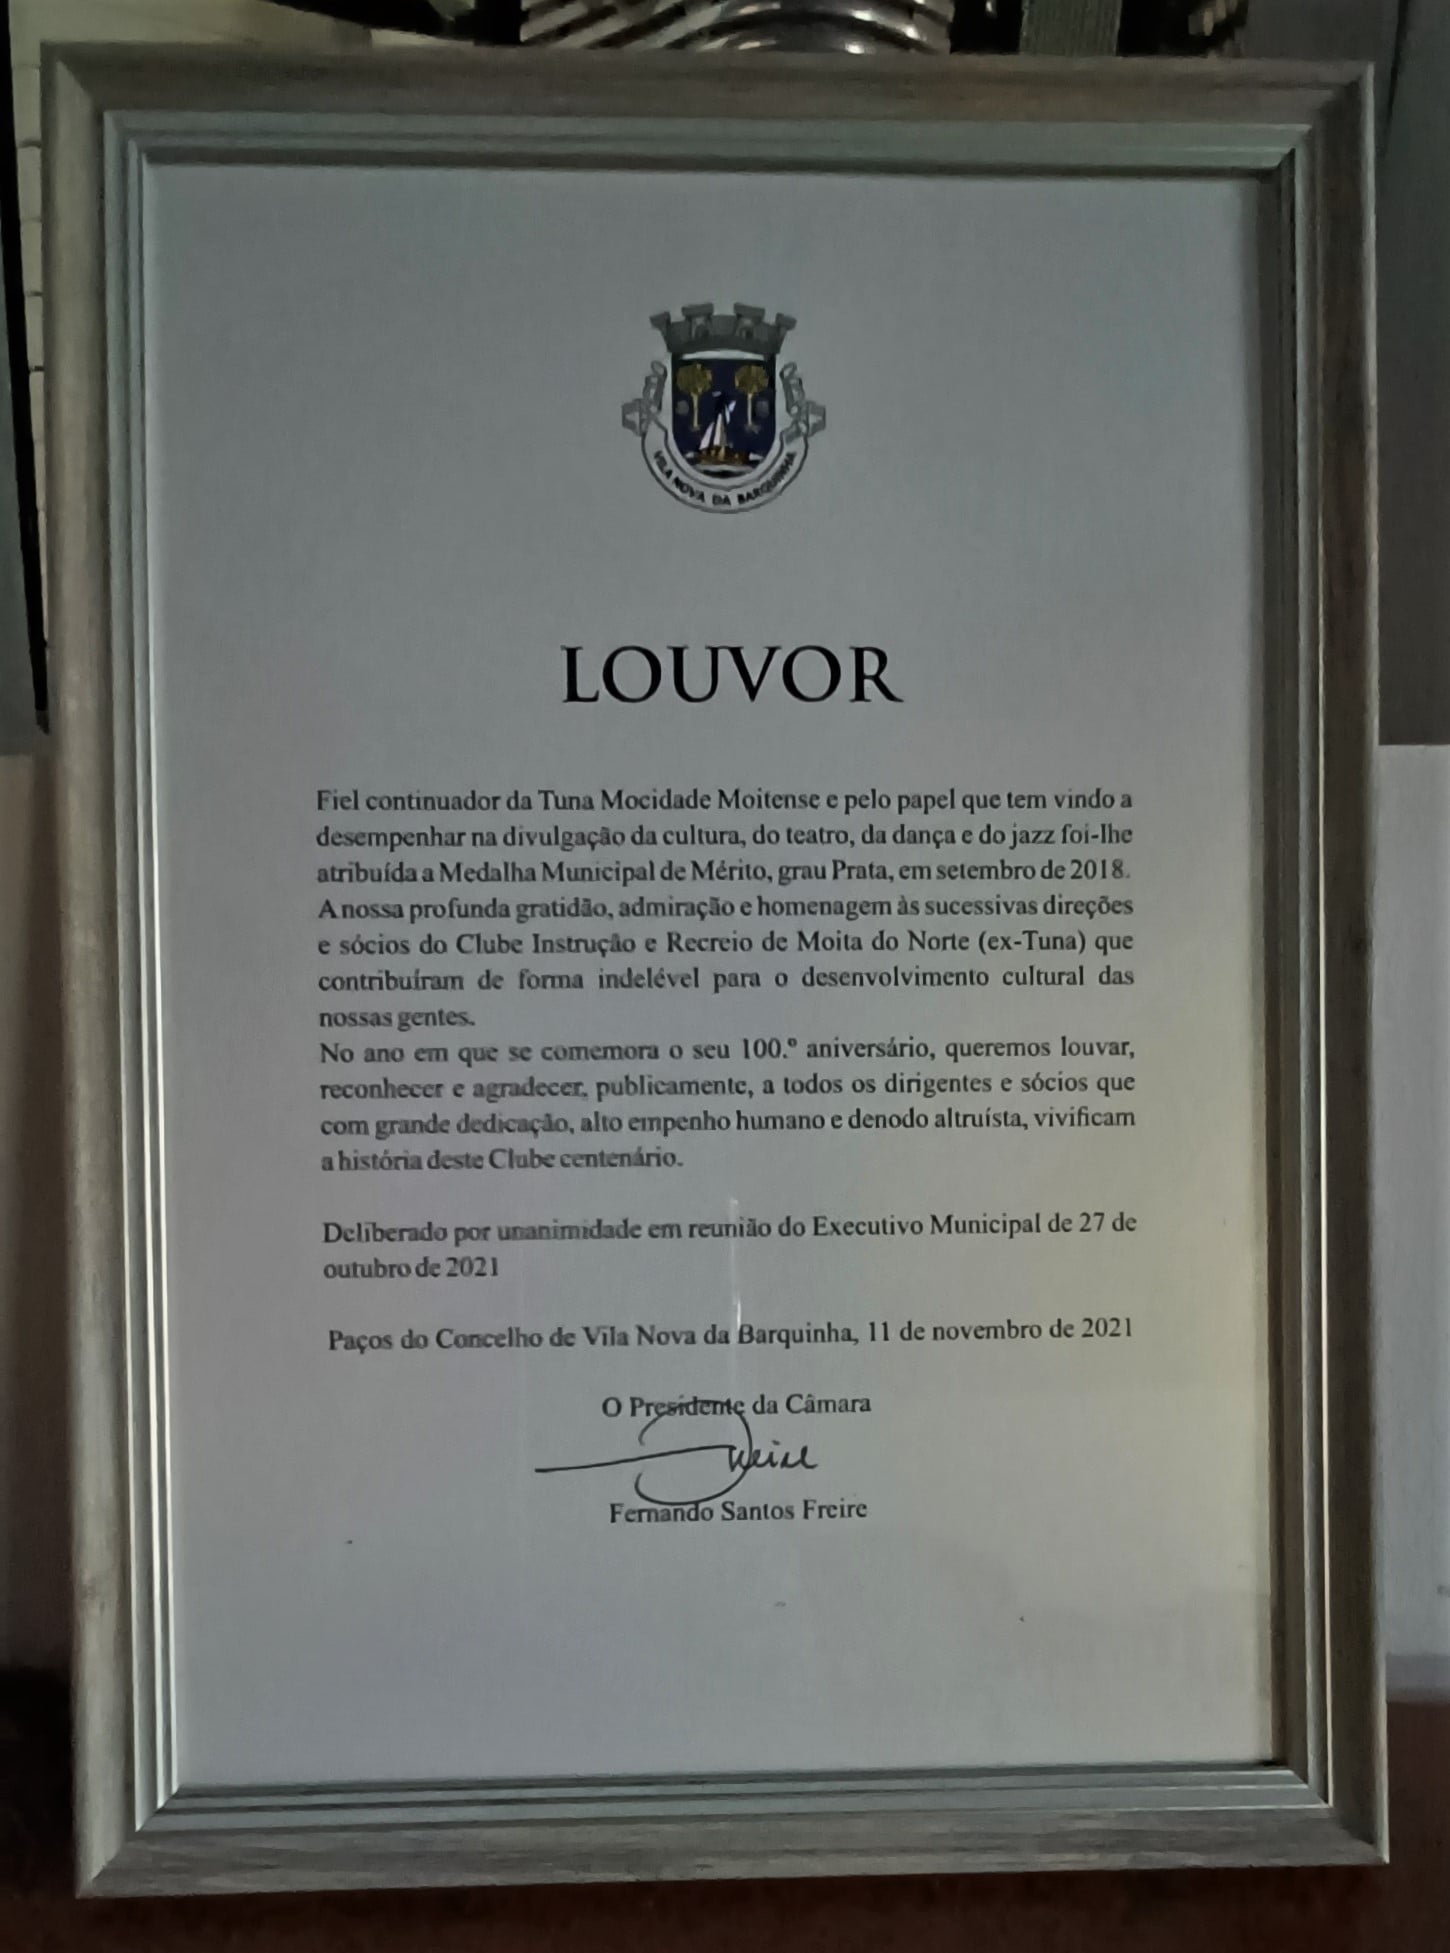 VILA NOVA DA BARQUINHA
LOUVOR
Fiel continuador da Tuna Mocidade Moitense e pelo papel que tem vindo a
desempenhar na divulgação da cultura, do teatro, da dança e do jazz foi-lhe
atribuída a Medalha Municipal de Mérito, grau Prata, em setembro de 2018.
A nossa profunda gratidão, admiração e homenagem às sucessivas direções
e sócios do Clube Instrução e Recreio de Moita do Norte (ex-Tuna) que
contribuíram de forma indelével para o desenvolvimento cultural das
nossas gentes.
No ano em que se comemora o seu 100.º aniversário, queremos louvar,
reconhecer e agradecer, publicamente, a todos os dirigentes e sócios que
com grande dedicação, alto empenho humano e denodo altruísta, vivificam
a história deste Clube centenário.
Deliberado por unanimidade em reunião do Executivo Municipal de 27 de
outubro de 2021
Paços do Concelho de Vila Nova da Barquinha, 11 de novembro de 2021
O Presidente da Câmara
Freire
Fernando Santos Freire